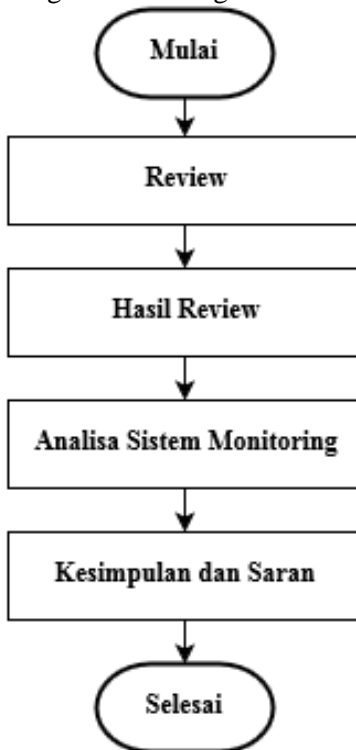 Mulai
Review
Hasil Review
Analisa Sistem Monitoring
Kesimpulan dan Saran
Selesai